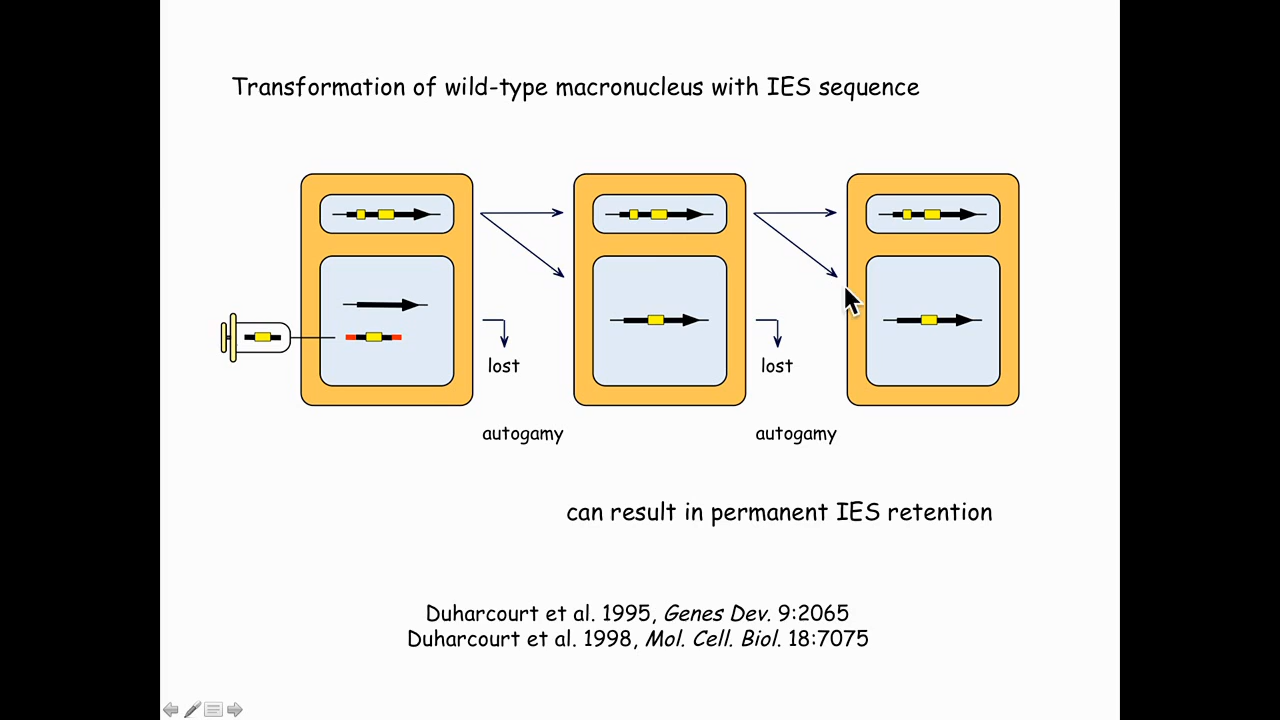 Transformation of wild-type macronucleus with IES sequence
lost
lost
autogamy
autogamy
can result in permanent IES retention
Duharcourt et al. 1995, Genes Dev. 9:2065
Duharcourt et al. 1998, Mol. Cell. Biol. 18:7075